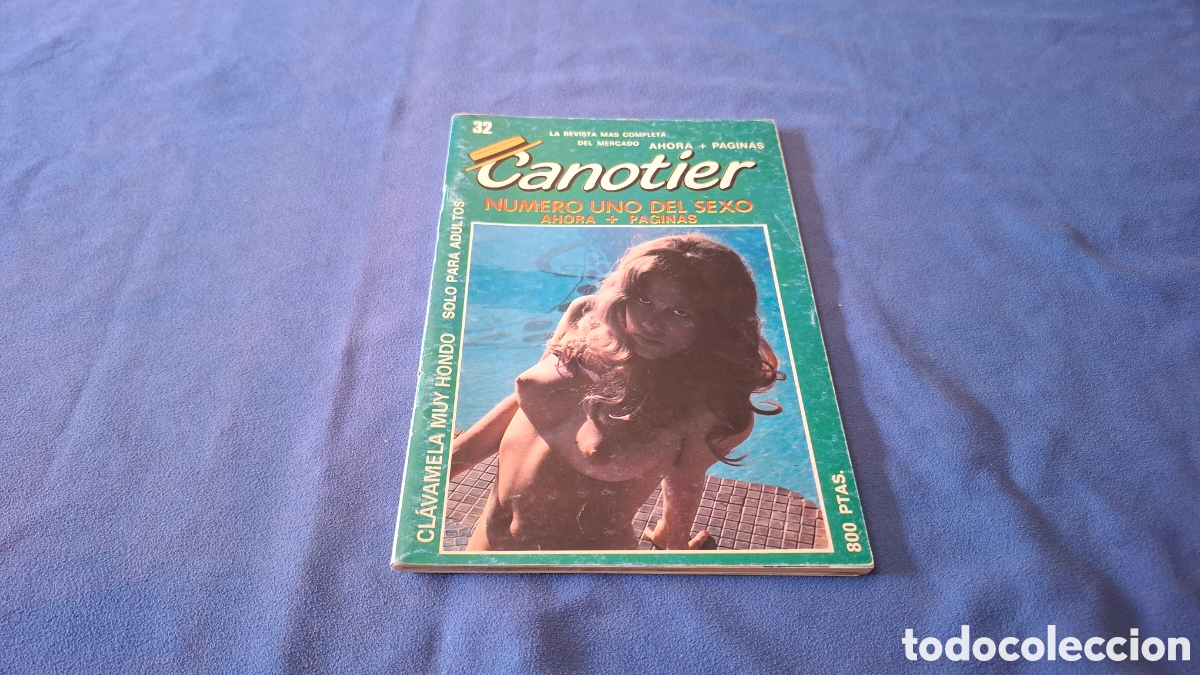 32
LA REVISTA MAS COMPLETA
DEL MERCADO AHORA + PAGINAS
Canotier
NUMERO UNO DEL SEXO
AHORA + PAGINAS
CLÁVAMELA MUY HONDO SOLO PARA ADULTOS
800 PTAS.
todocoleccion